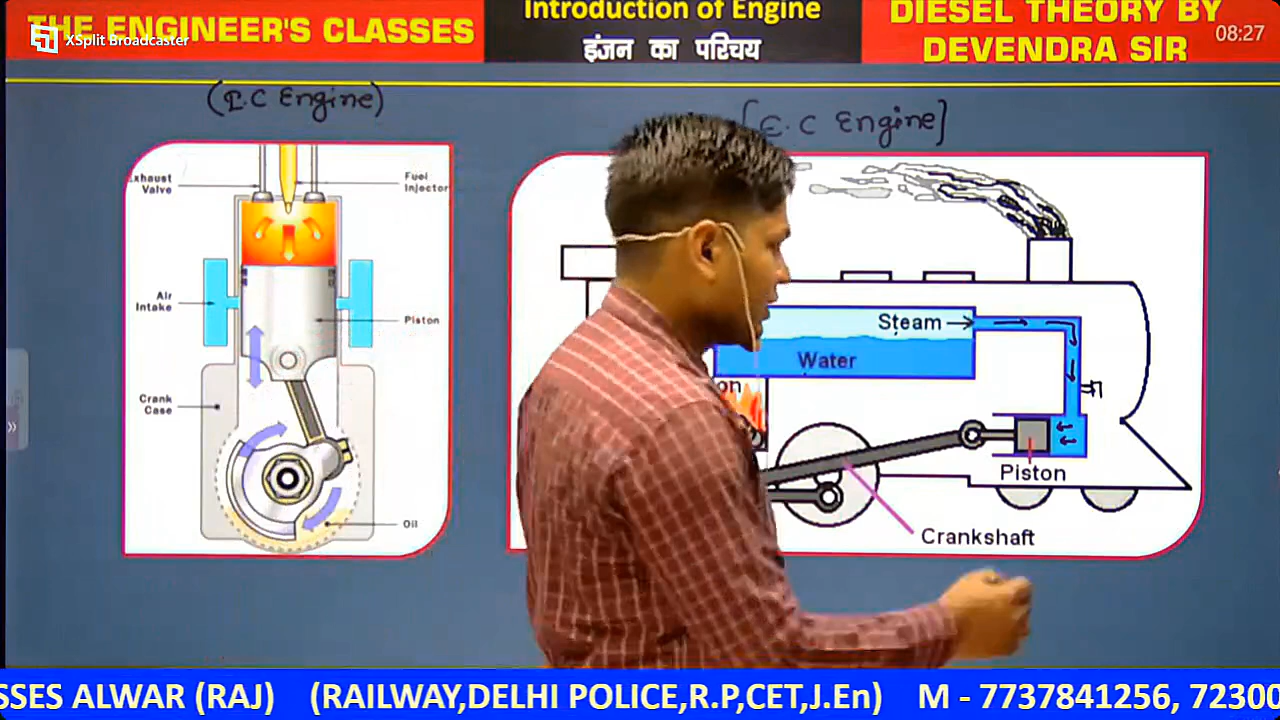 THE ENGINEER'S CLASSES
XSplit Broadcaster
Introduction of Engine
इंजन का परिचय
DIESEL THEORY BY
DEVENDRA SIR
08:27
(I.C Engine)
[E.C Engine]
Exhaust
Valve
Fuel
Injector
Air
Intake
Piston
Crank
Case
Oil
Steam
Water
on
Piston
Crankshaft
SSES ALWAR (RAJ) (RAILWAY,DELHI POLICE,R.P,CET,J.En) M - 7737841256, 72300